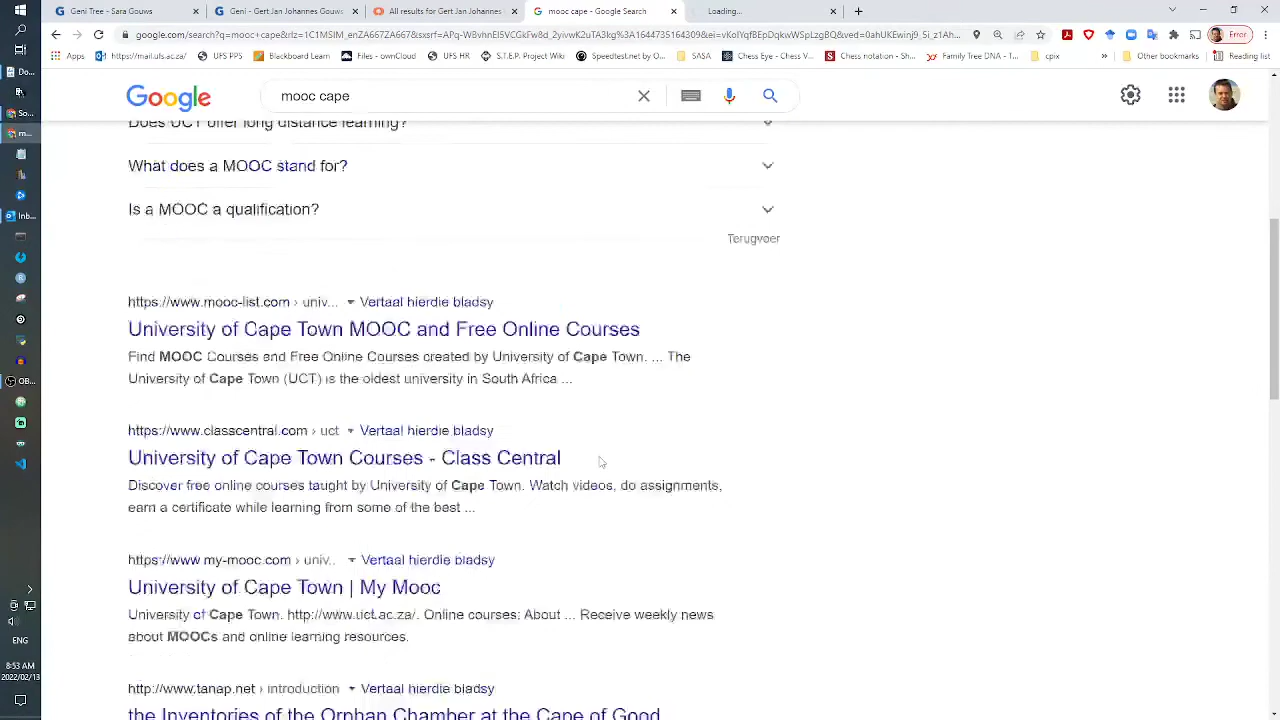 Geni Tree - Sara Gouws
Geni - Gert Jan Johannes Gouws
All results for Gert Jan Johannes
mooc cape - Google Search
Loading...
Apps
https://mail.ufs.ac.za/
UFS PPS
Blackboard Learn
Files - ownCloud
UFS HR
S.T.E.P. Project Wiki
Speedtest.net by O...
SASA
Chess Eye - Chess V...
Chess notation - Sh...
Family Tree DNA - T...
cpix
»
Other bookmarks
Reading list
Error
Google
mooc cape
Does UCT offer long distance learning?
What does a MOOC stand for?
Is a MOOC a qualification?
Terugvoer
https://www.mooc-list.com › univ... Vertaal hierdie bladsy
University of Cape Town MOOC and Free Online Courses
Find MOOC Courses and Free Online Courses created by University of Cape Town. ... The
University of Cape Town (UCT) is the oldest university in South Africa ...
https://www.classcentral.com › uct Vertaal hierdie bladsy
University of Cape Town Courses - Class Central
Discover free online courses taught by University of Cape Town. Watch videos, do assignments,
earn a certificate while learning from some of the best ...
https://www.my-mooc.com › univ... Vertaal hierdie bladsy
University of Cape Town | My Mooc
University of Cape Town. http://www.uct.ac.za/. Online courses: About ... Receive weekly news
about MOOCs and online learning resources.
http://www.tanap.net › introduction Vertaal hierdie bladsy
the Inventories of the Orphan Chamber at the Cape of Good
Do...
So...
m...
Inb...
OB...
ENG
8:53 AM
2022/02/13